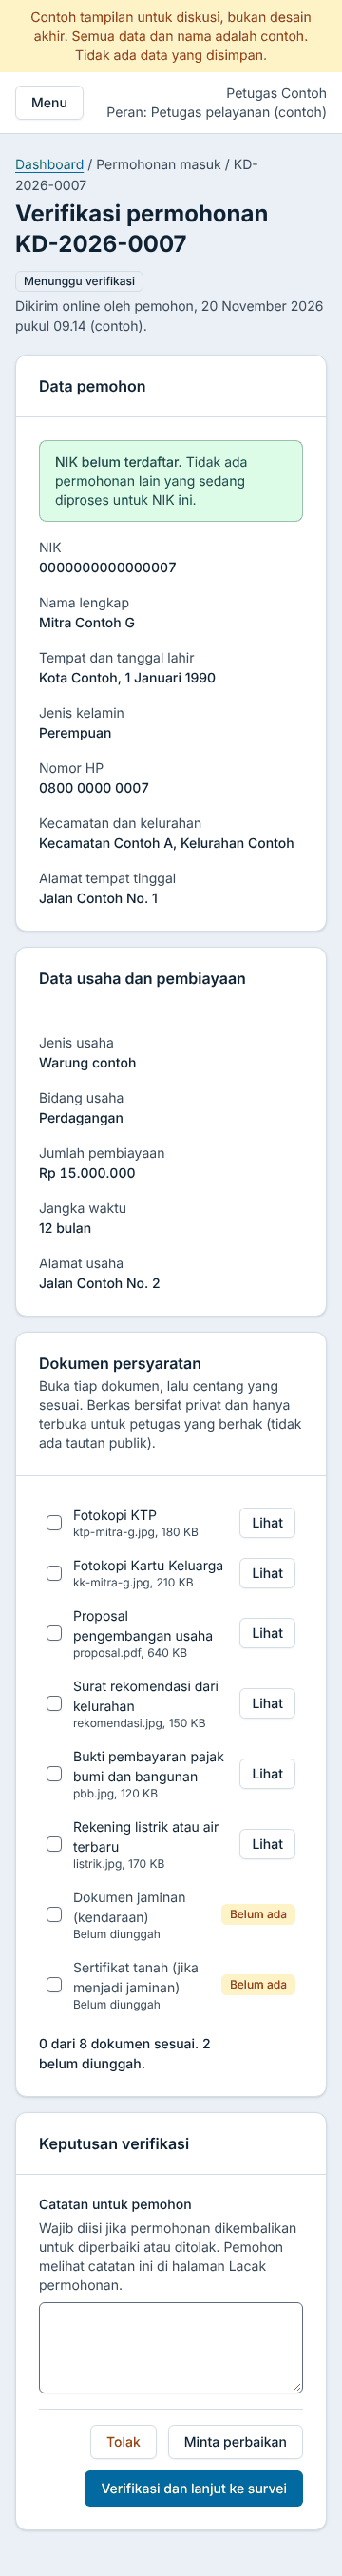 Contoh tampilan untuk diskusi, bukan desain
akhir. Semua data dan nama adalah contoh.
Tidak ada data yang disimpan.
Menu
Petugas Contoh
Peran: Petugas pelayanan (contoh)
Dashboard / Permohonan masuk / KD-
2026-0007
Verifikasi permohonan
KD-2026-0007
Menunggu verifikasi
Dikirim online oleh pemohon, 20 November 2026
pukul 09.14 (contoh).
Data pemohon
NIK belum terdaftar. Tidak ada
permohonan lain yang sedang
diproses untuk NIK ini.
NIK
0000000000000007
Nama lengkap
Mitra Contoh G
Tempat dan tanggal lahir
Kota Contoh, 1 Januari 1990
Jenis kelamin
Perempuan
Nomor HP
0800 0000 0007
Kecamatan dan kelurahan
Kecamatan Contoh A, Kelurahan Contoh
Alamat tempat tinggal
Jalan Contoh No. 1
Data usaha dan pembiayaan
Jenis usaha
Warung contoh
Bidang usaha
Perdagangan
Jumlah pembiayaan
Rp 15.000.000
Jangka waktu
12 bulan
Alamat usaha
Jalan Contoh No. 2
Dokumen persyaratan
Buka tiap dokumen, lalu centang yang
sesuai. Berkas bersifat privat dan hanya
terbuka untuk petugas yang berhak (tidak
ada tautan publik).
Fotokopi KTP
ktp-mitra-g.jpg, 180 KB
Lihat
Fotokopi Kartu Keluarga
kk-mitra-g.jpg, 210 KB
Lihat
Proposal
pengembangan usaha
proposal.pdf, 640 KB
Lihat
Surat rekomendasi dari
kelurahan
rekomendasi.jpg, 150 KB
Lihat
Bukti pembayaran pajak
bumi dan bangunan
pbb.jpg, 120 KB
Lihat
Rekening listrik atau air
terbaru
listrik.jpg, 170 KB
Lihat
Dokumen jaminan
(kendaraan)
Belum diunggah
Belum ada
Sertifikat tanah (jika
menjadi jaminan)
Belum diunggah
Belum ada
0 dari 8 dokumen sesuai. 2
belum diunggah.
Keputusan verifikasi
Catatan untuk pemohon
Wajib diisi jika permohonan dikembalikan
untuk diperbaiki atau ditolak. Pemohon
melihat catatan ini di halaman Lacak
permohonan.
Tolak
Minta perbaikan
Verifikasi dan lanjut ke survei